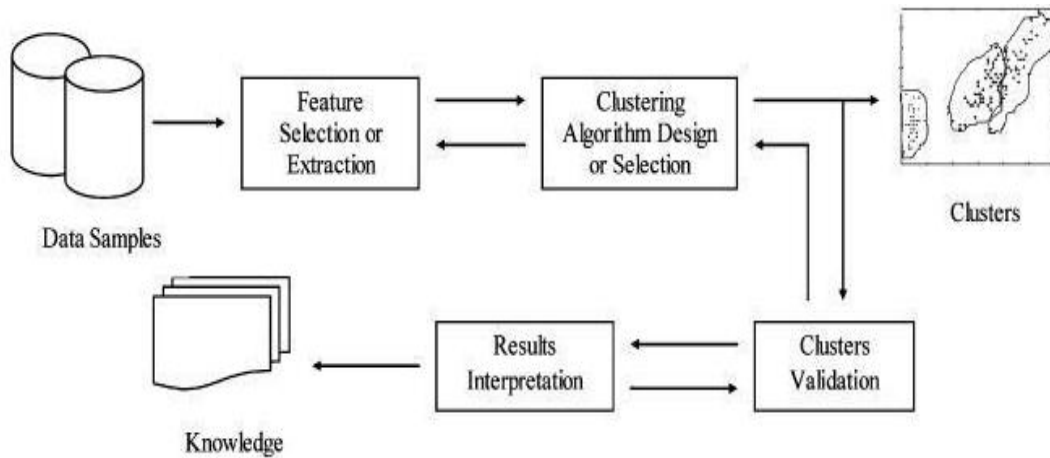 Feature
Selection or
Extraction
Clustering
Algorithm Design
or Selection
Clusters
Data Samples
Results
Interpretation
Clusters
Validation
Knowledge